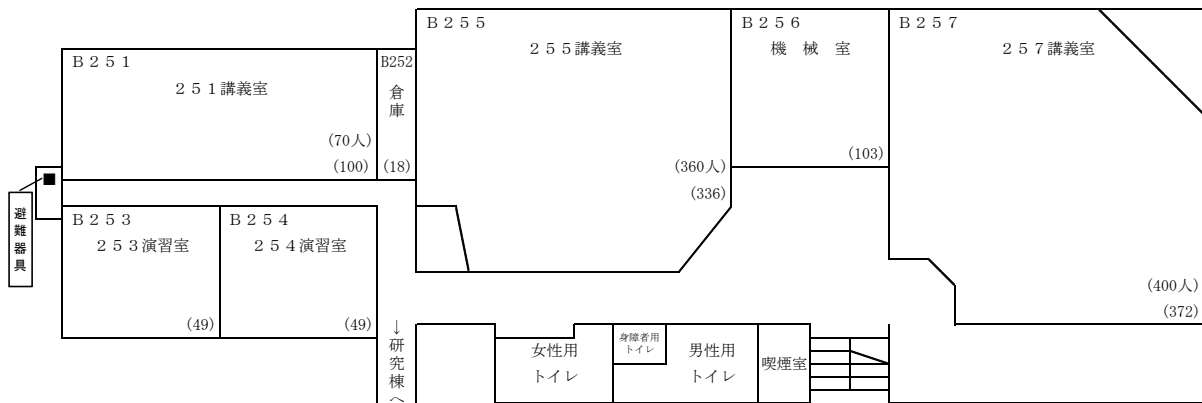 Ｂ２５１
２５１講義室
(70人)
(100)
B252
倉庫
(18)
Ｂ２５５
２５５講義室
(360人)
(336)
Ｂ２５６
機　械　室
(103)
Ｂ２５７
２５７講義室
(400人)
(372)
避難器具
Ｂ２５３
２５３演習室
(49)
Ｂ２５４
２５４演習室
(49)
↓研究棟へ
女性用
トイレ
身障者用
トイレ
男性用
トイレ
喫煙室